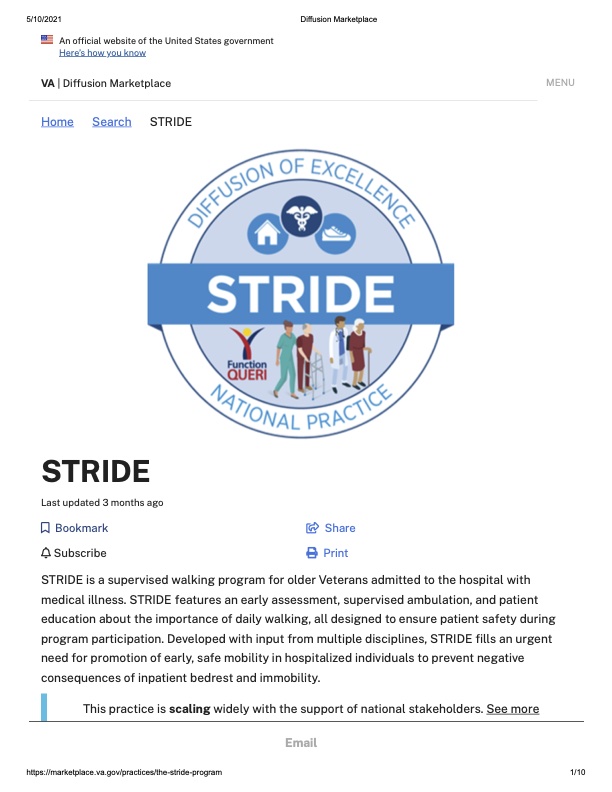 5/10/2021 Diffusion Marketplace
An official website of the United States government
Here's how you know
VA | Diffusion Marketplace MENU
Home Search STRIDE
DIFFUSION OF EXCELLENCE
STRIDE
Function
QUERI
NATIONAL PRACTICE
STRIDE
Last updated 3 months ago
Bookmark Share
Subscribe Print
STRIDE is a supervised walking program for older Veterans admitted to the hospital with
medical illness. STRIDE features an early assessment, supervised ambulation, and patient
education about the importance of daily walking, all designed to ensure patient safety during
program participation. Developed with input from multiple disciplines, STRIDE fills an urgent
need for promotion of early, safe mobility in hospitalized individuals to prevent negative
consequences of inpatient bedrest and immobility.
This practice is scaling widely with the support of national stakeholders. See more
Email
https://marketplace.va.gov/practices/the-stride-program 1/10